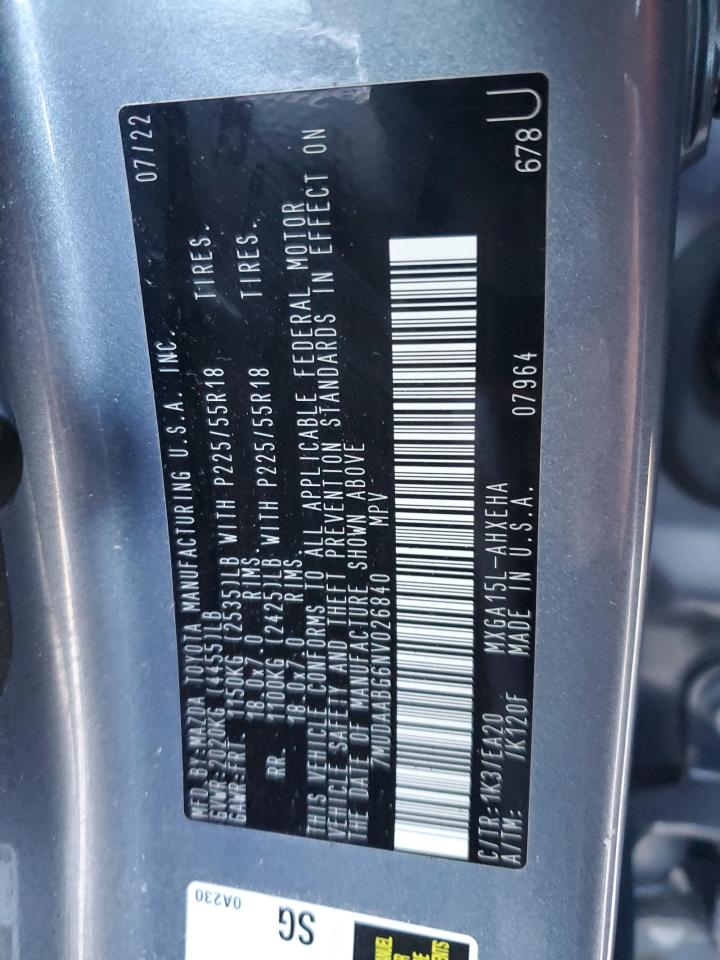 MFD. BY: MAZDA TOYOTA MANUFACTURING U.S.A. INC. 07/22
GVWR: 2020KG (4455)LB
GAWR: FR. 1150KG (2535)LB WITH P225/55R18 TIRES.
18.0x7.0 RIMS.
RR. 1100KG (2425)LB WITH P225/55R18 TIRES.
18.0x7.0 RIMS.
THIS VEHICLE CONFORMS TO ALL APPLICABLE FEDERAL MOTOR
VEHICLE SAFETY AND THEFT PREVENTION STANDARDS IN EFFECT ON
THE DATE OF MANUFACTURE SHOWN ABOVE
7MUDAABG6NV026840 MPV
C/TR: 1K3/EA20 MXGA15L-AHXEHA 07964 678 U
A/TM: /K120F MADE IN U.S.A.
0A230
SG